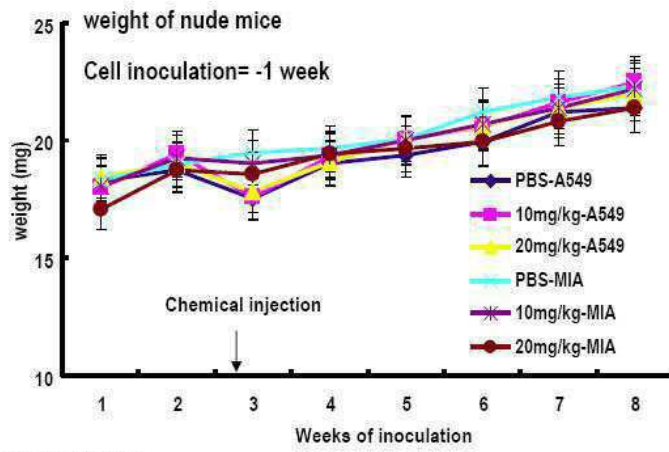 weight of nude mice
Cell inoculation= -1 week
25
20
15
10
weight (mg)
Chemical injection
PBS-A549
10mg/kg-A549
20mg/kg-A549
PBS-MIA
10mg/kg-MIA
20mg/kg-MIA
1 2 3 4 5 6 7 8
Weeks of inoculation